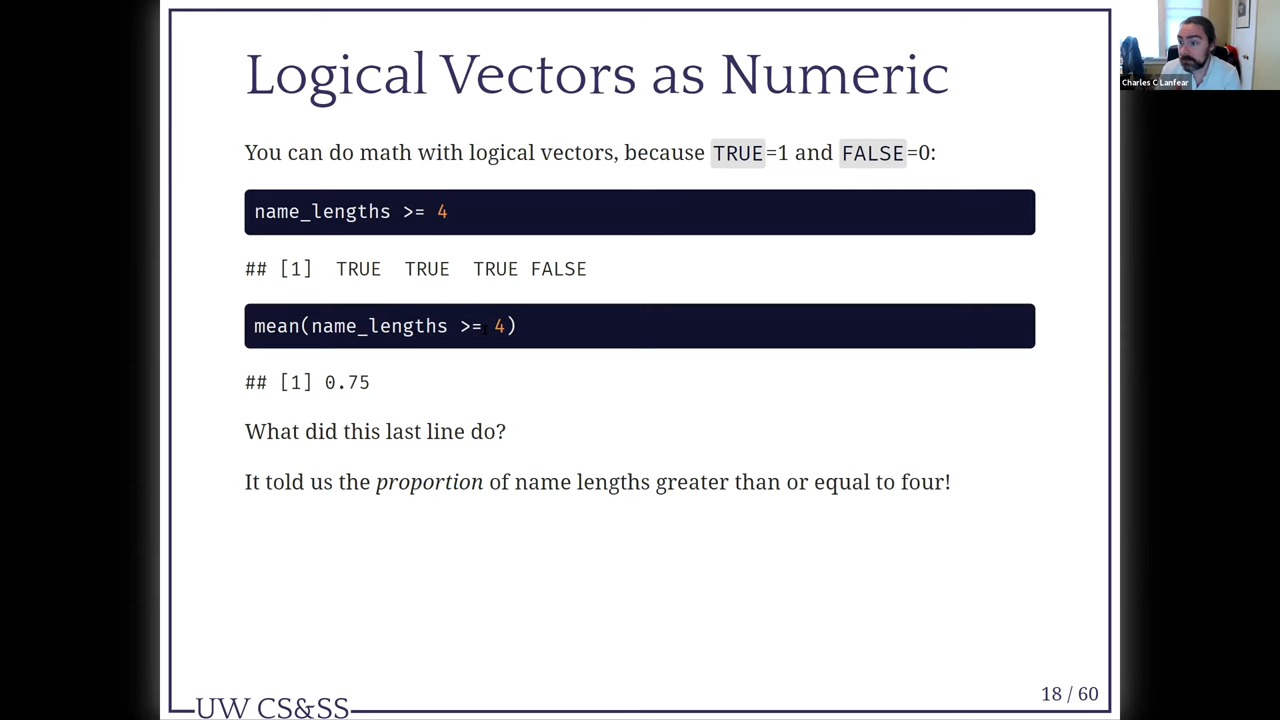 Logical Vectors as Numeric
Charles C Lanfear
You can do math with logical vectors, because TRUE=1 and FALSE=0:
name_lengths >= 4
## [1]  TRUE  TRUE  TRUE FALSE
mean(name_lengths >= 4)
## [1] 0.75
What did this last line do?
It told us the proportion of name lengths greater than or equal to four!
18 / 60
UW CS&SS